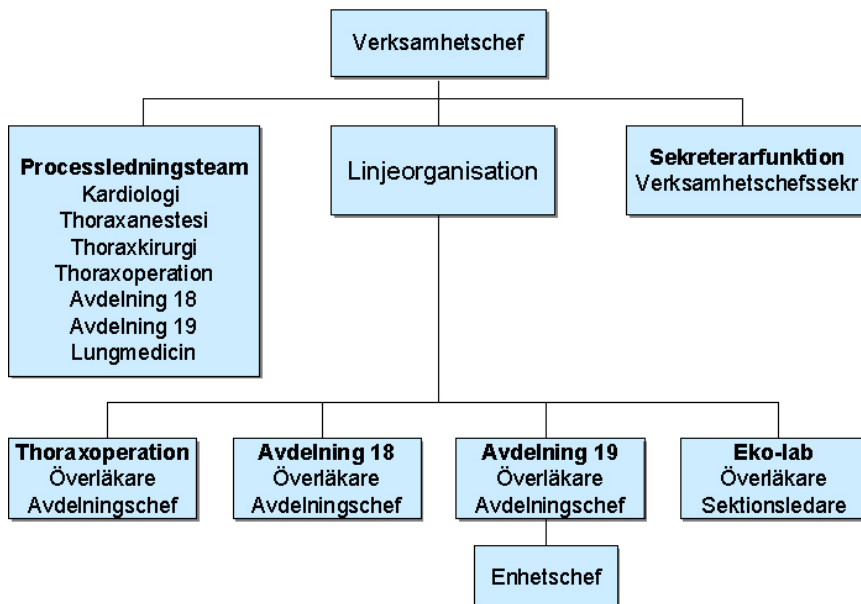 Verksamhetschef
Processledningsteam
Kardiologi
Thoraxanestesi
Thoraxkirurgi
Thoraxoperation
Avdelning 18
Avdelning 19
Lungmedicin
Linjeorganisation
Sekreterarfunktion
Verksamhetschefssekr
Thoraxoperation
Överläkare
Avdelningschef
Avdelning 18
Överläkare
Avdelningschef
Avdelning 19
Överläkare
Avdelningschef
Eko-lab
Överläkare
Sektionsledare
Enhetschef